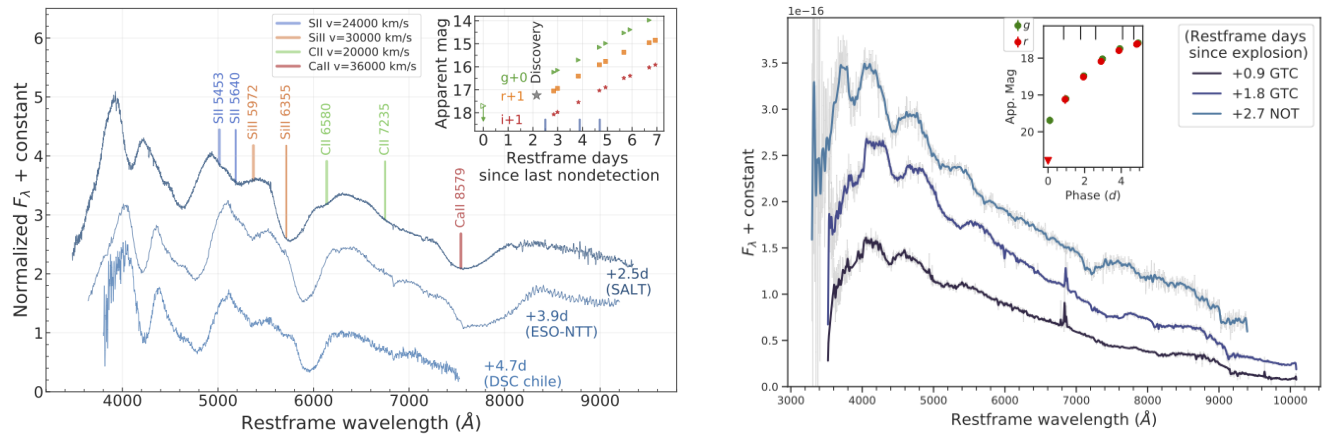 SII v=24000 km/s
SiII v=30000 km/s
CII v=20000 km/s
CaII v=36000 km/s
SII 5453
SII 5640
SiII 5972
SiII 6355
CII 6580
CII 7235
CaII 8579
Normalized Fλ + constant
6
5
4
3
2
1
0
4000 5000 6000 7000 8000 9000
Restframe wavelength (Å)
+2.5d
(SALT)
+3.9d
(ESO-NTT)
+4.7d
(DSC chile)
Apparent mag
14
15
16
17
18
g+0
r+1
i+1
Discovery
0 1 2 3 4 5 6 7
Restframe days
since last nondetection
1e−16
Fλ + constant
3.5
3.0
2.5
2.0
1.5
1.0
0.5
0.0
3000 4000 5000 6000 7000 8000 9000 10000
Restframe wavelength (Å)
g
r
App. Mag
18
19
20
0 2 4
Phase (d)
(Restframe days
since explosion)
+0.9 GTC
+1.8 GTC
+2.7 NOT